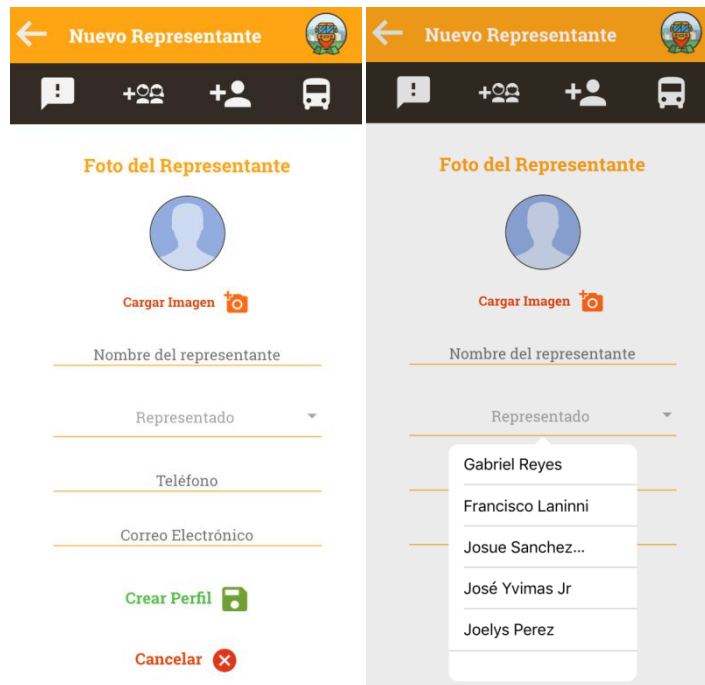 Nuevo Representante
Foto del Representante
Cargar Imagen
Nombre del representante
Representado
Teléfono
Correo Electrónico
Crear Perfil
Cancelar
Nuevo Representante
Foto del Representante
Cargar Imagen
Nombre del representante
Representado
Gabriel Reyes
Francisco Laninni
Josue Sanchez...
José Yvimas Jr
Joelys Perez